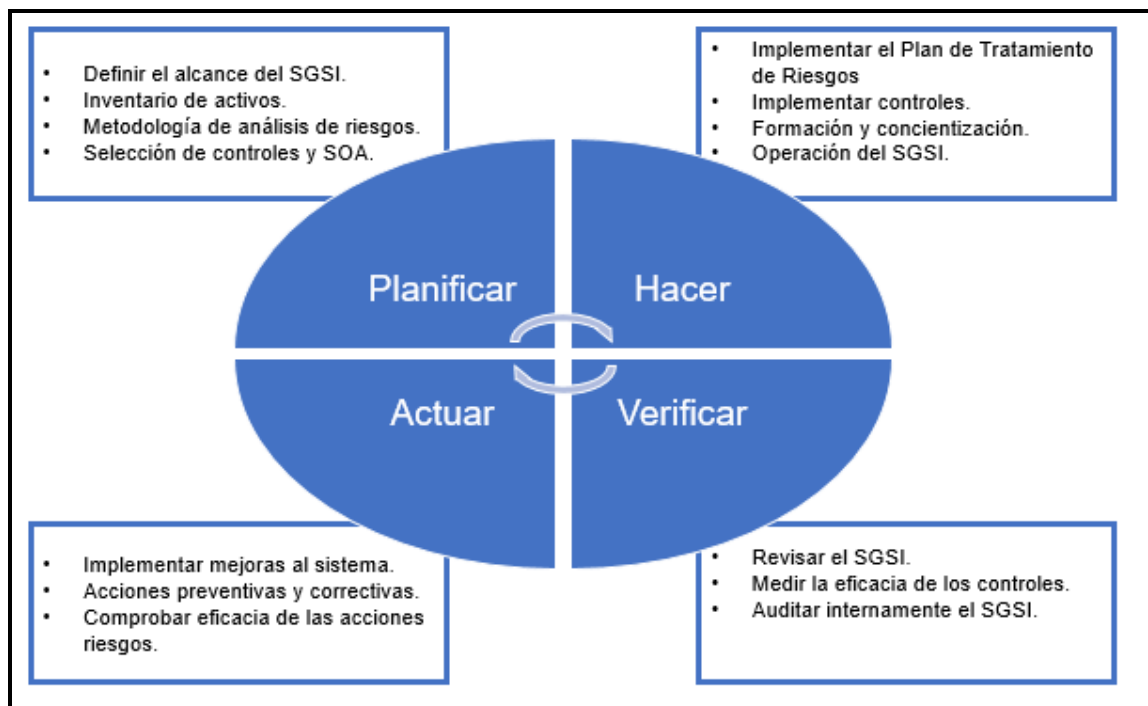 • Definir el alcance del SGSI.
• Inventario de activos.
• Metodología de análisis de riesgos.
• Selección de controles y SOA.
• Implementar el Plan de Tratamiento
de Riesgos
• Implementar controles.
• Formación y concientización.
• Operación del SGSI.
Planificar
Hacer
Actuar
Verificar
• Implementar mejoras al sistema.
• Acciones preventivas y correctivas.
• Comprobar eficacia de las acciones
riesgos.
• Revisar el SGSI.
• Medir la eficacia de los controles.
• Auditar internamente el SGSI.